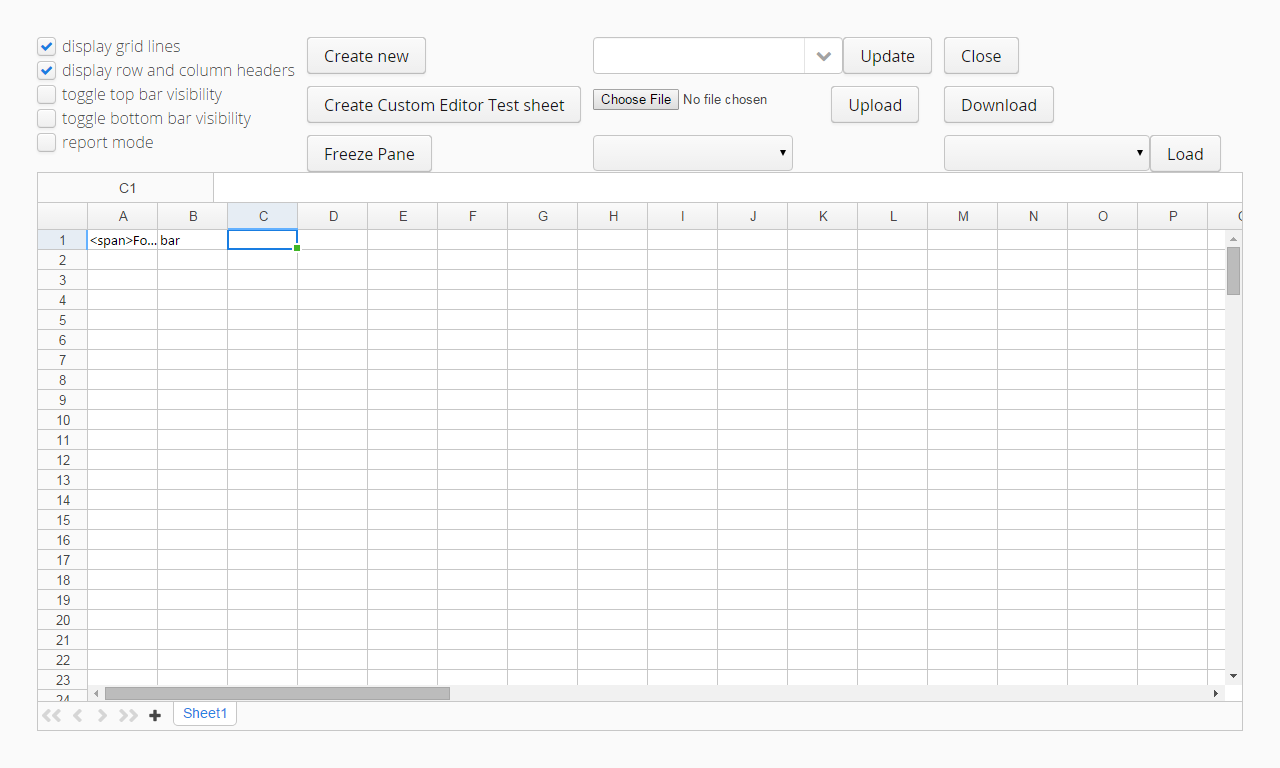 display grid lines
display row and column headers
toggle top bar visibility
toggle bottom bar visibility
report mode
Create new
Update
Close
Create Custom Editor Test sheet
Choose File No file chosen
Upload
Download
Freeze Pane
Load
C1
A B C D E F G H I J K L M N O P
1 <span>Fo... bar
2
3
4
5
6
7
8
9
10
11
12
13
14
15
16
17
18
19
20
21
22
23
24
Sheet1